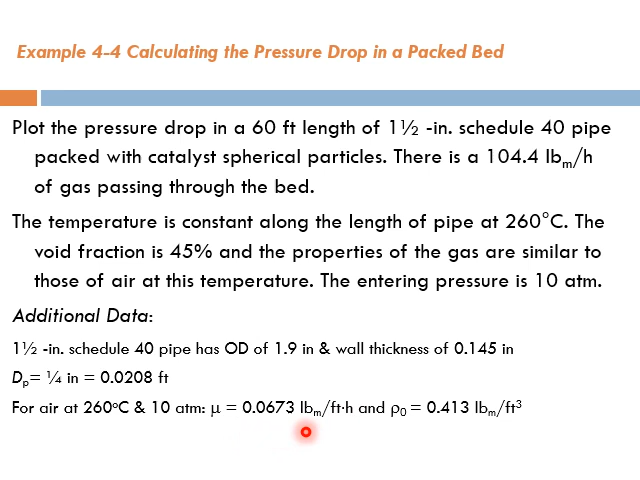 Example 4-4 Calculating the Pressure Drop in a Packed Bed
Plot the pressure drop in a 60 ft length of 1½ -in. schedule 40 pipe
packed with catalyst spherical particles. There is a 104.4 lbₘ/h
of gas passing through the bed.
The temperature is constant along the length of pipe at 260°C. The
void fraction is 45% and the properties of the gas are similar to
those of air at this temperature. The entering pressure is 10 atm.
Additional Data:
1½ -in. schedule 40 pipe has OD of 1.9 in & wall thickness of 0.145 in
Dₚ= ¼ in = 0.0208 ft
For air at 260°C & 10 atm: μ = 0.0673 lbₘ/ft·h and ρ₀ = 0.413 lbₘ/ft³